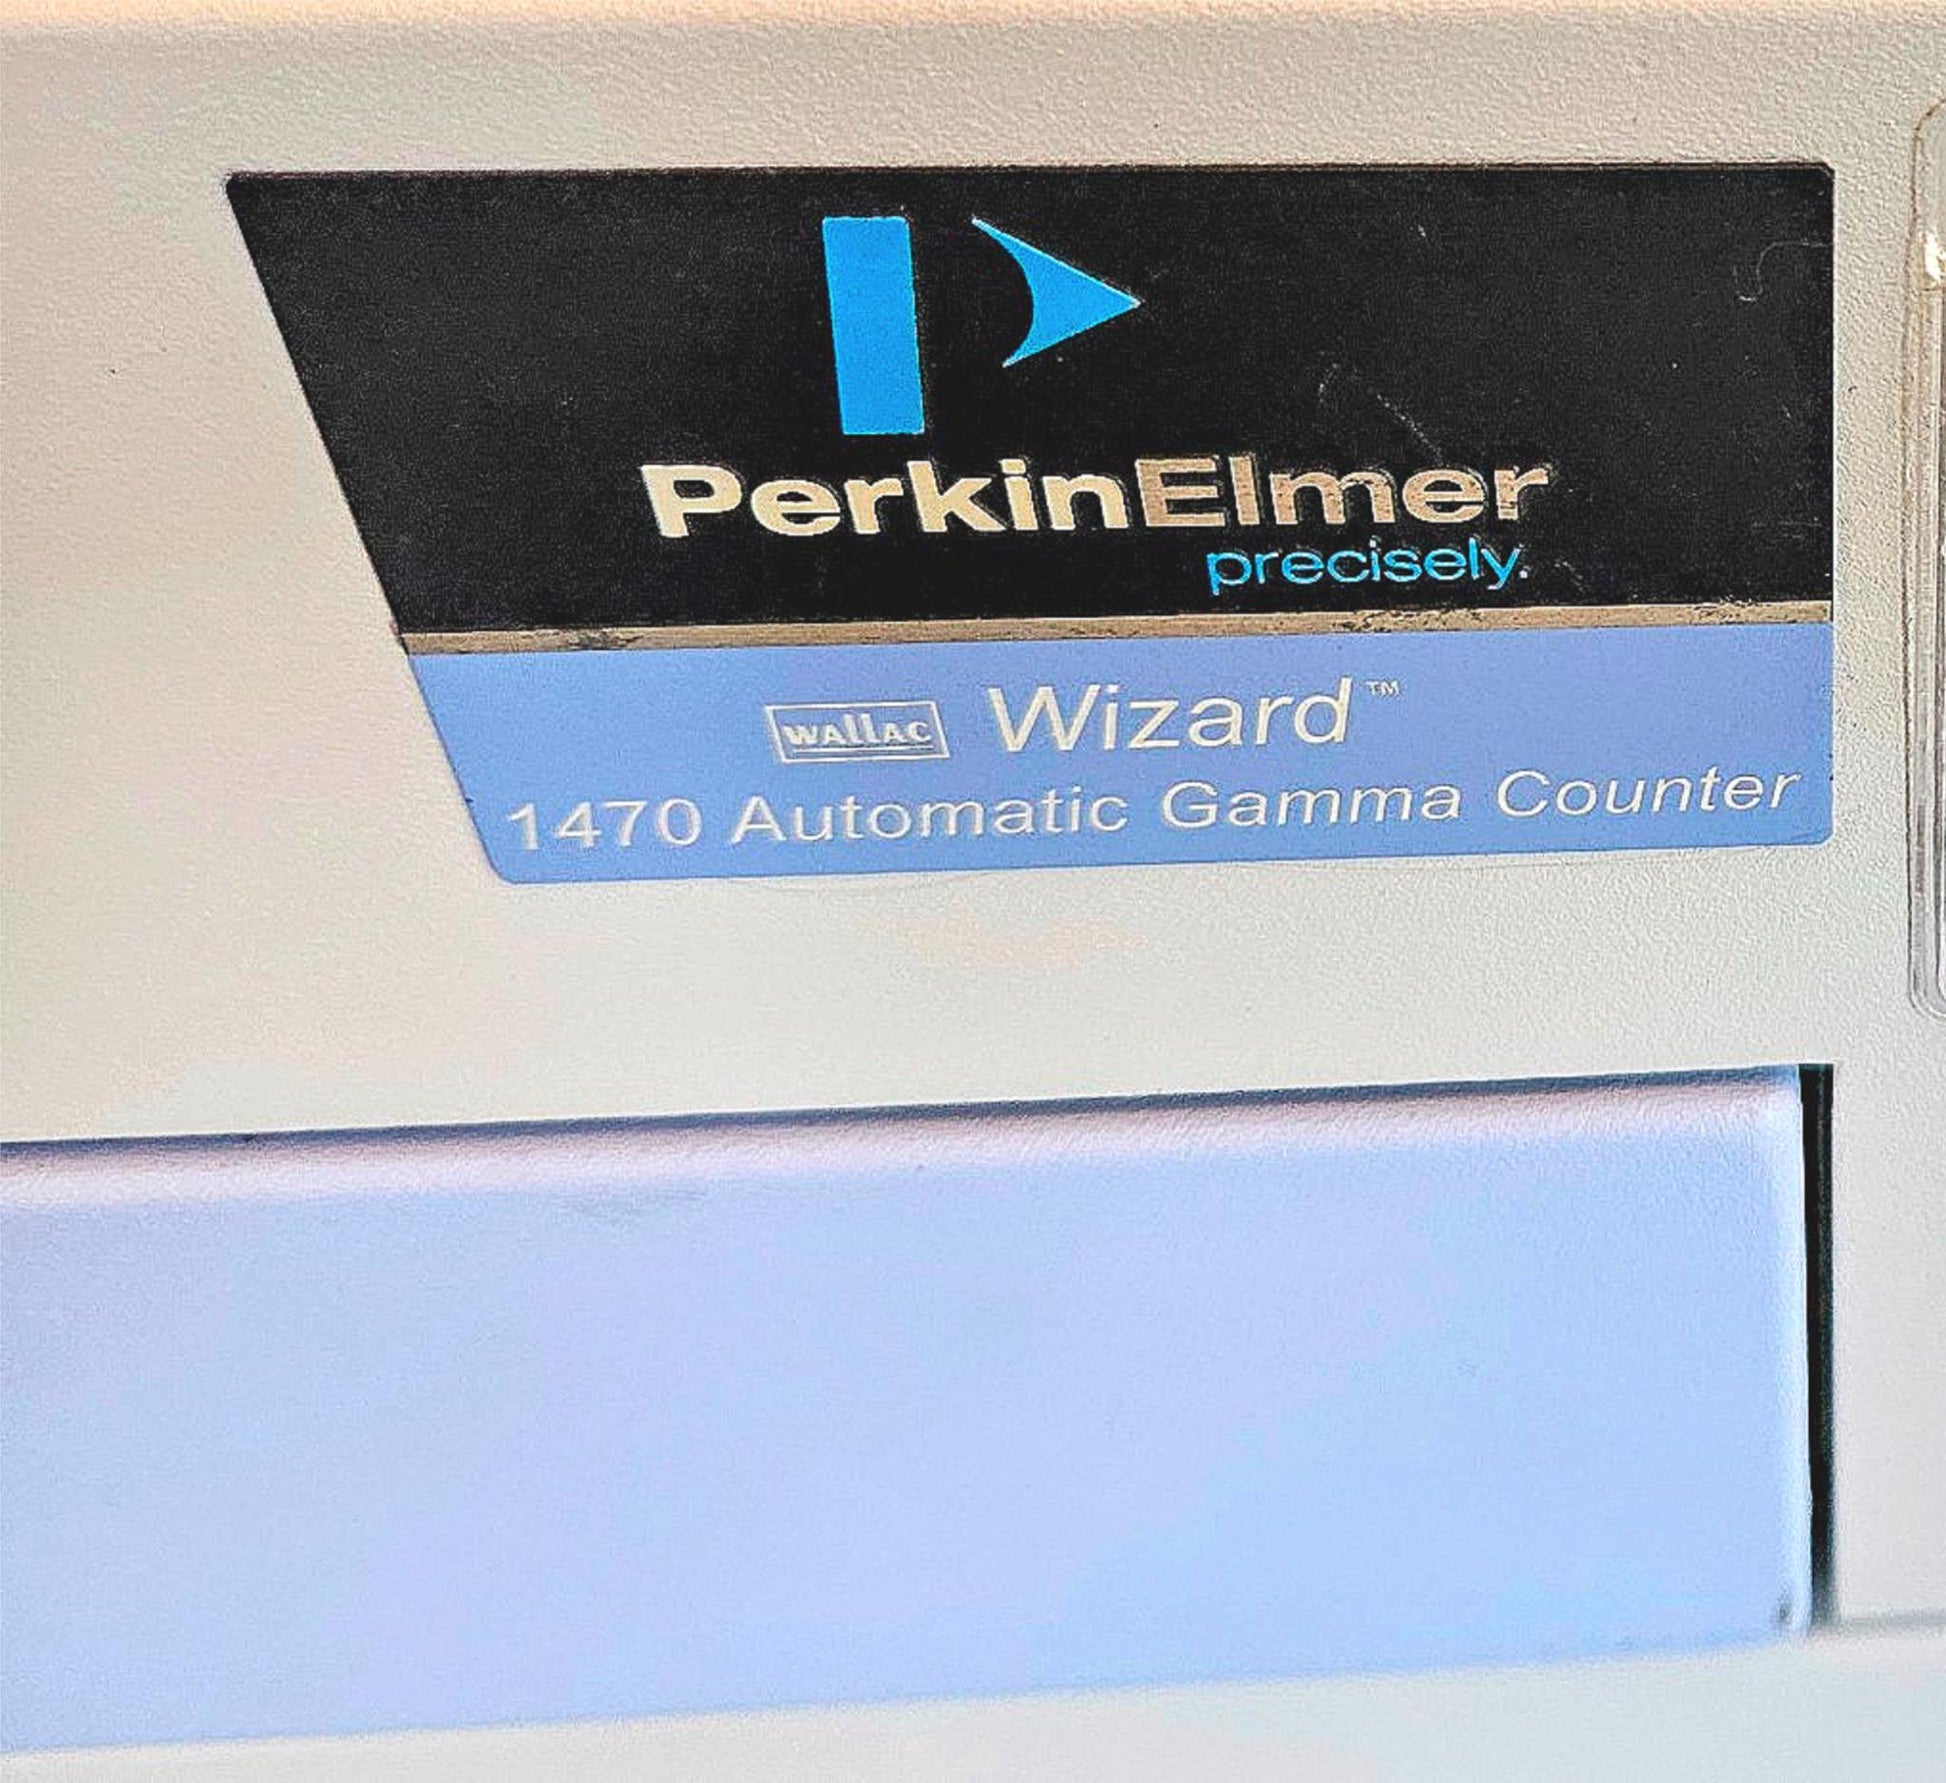 PerkinElmer
precisely.
WALLAC Wizard™
1470 Automatic Gamma Counter